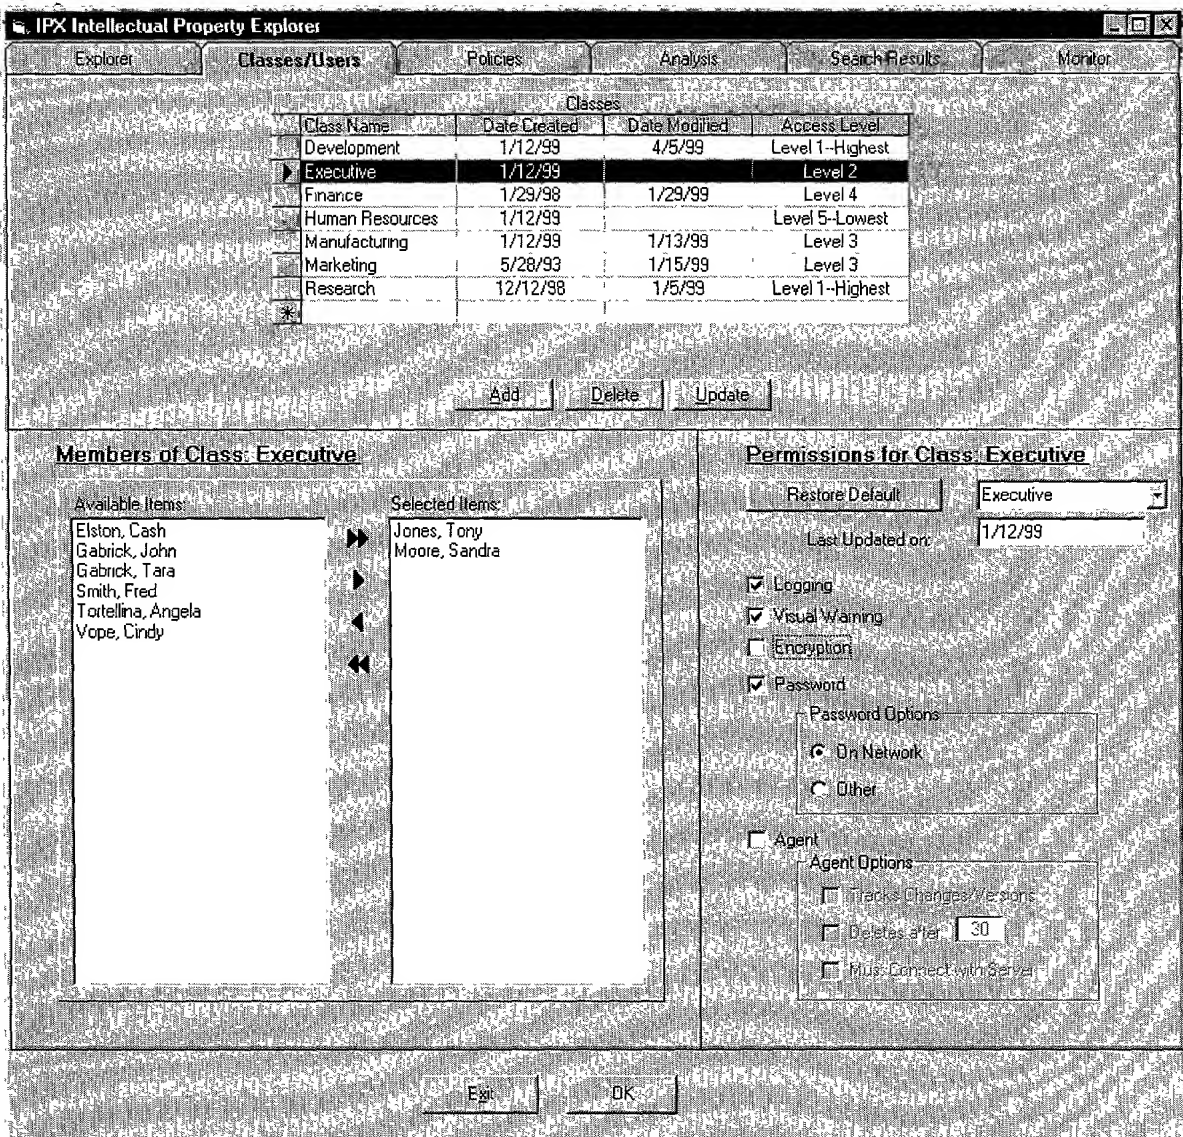 IPX Intellectual Property Explorer
Explorer Classes/Users Policies Analysis Search Results Monitor
Classes
Class Name Date Created Date Modified Access Level
Development 1/12/99 4/5/99 Level 1--Highest
Executive 1/12/99 Level 2
Finance 1/29/98 1/29/99 Level 4
Human Resources 1/12/99 Level 5-Lowest
Manufacturing 1/12/99 1/13/99 Level 3
Marketing 5/28/93 1/15/99 Level 3
Research 12/12/98 1/5/99 Level 1--Highest
Add Delete Update
Members of Class: Executive
Available Items:
Elston, Cash
Gabrick, John
Gabrick, Tara
Smith, Fred
Tortellina, Angela
Vope, Cindy
Selected Items:
Jones, Tony
Moore, Sandra
Permissions for Class: Executive
Restore Default Executive
Last Updated on: 1/12/99
Logging
Visual Warning
Encryption
Password
Password Options
On Network
Other
Agent
Agent Options
Tracks Changes/Versions
Deletes after 30
Must Connect with Server
Exit OK